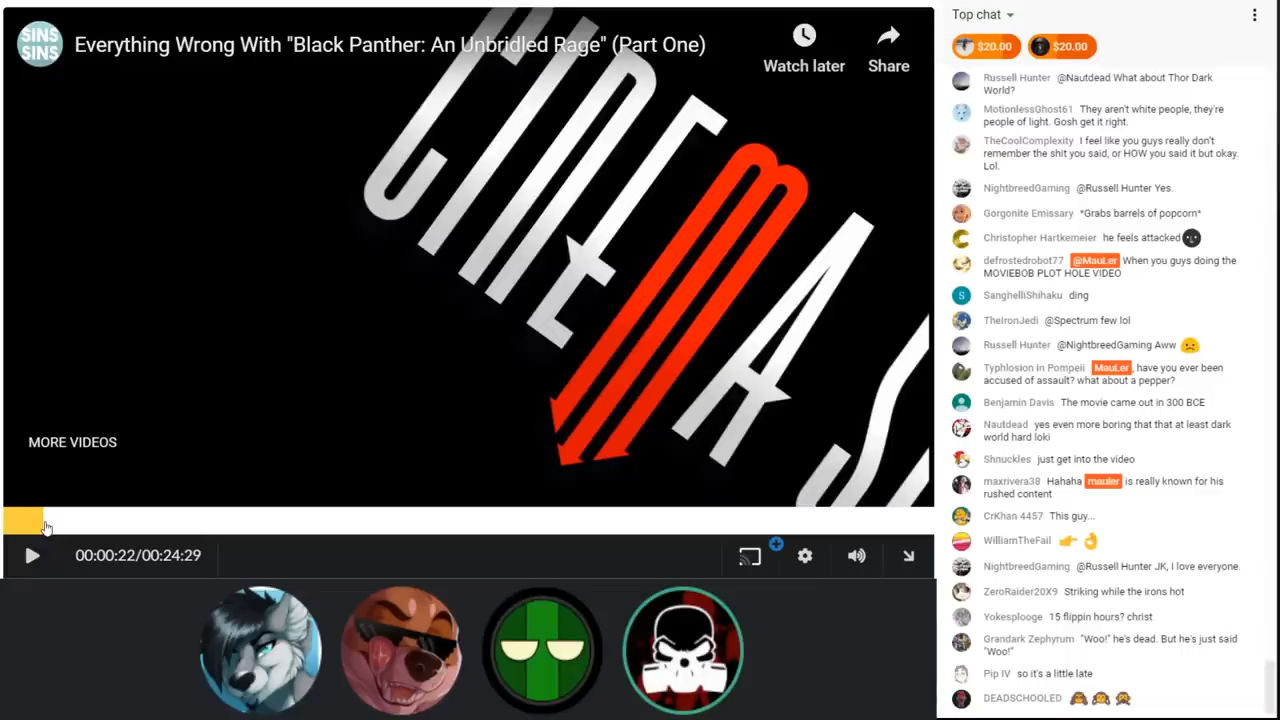 SINS
SINS
Everything Wrong With "Black Panther: An Unbridled Rage" (Part One)
Watch later
Share
CINEMA S
MORE VIDEOS
00:00:22/00:24:29
Top chat
$20.00
$20.00
Russell Hunter @Nautdead What about Thor Dark
World?
MotionlessGhost61 They aren't white people, they're
people of light. Gosh get it right.
TheCoolComplexity I feel like you guys really don't
remember the shit you said, or HOW you said it but okay.
Lol.
NightbreedGaming @Russell Hunter Yes.
Gorgonite Emissary *Grabs barrels of popcorn*
Christopher Hartkemeier he feels attacked
defrostedrobot77 @MauLer When you guys doing the
MOVIEBOB PLOT HOLE VIDEO
S
SanghelliShihaku ding
TheIronJedi @Spectrum few lol
Russell Hunter @NightbreedGaming Aww
Typhlosion in Pompeii MauLer, have you ever been
accused of assault? what about a pepper?
Benjamin Davis The movie came out in 300 BCE
Nautdead yes even more boring that that at least dark
world hard loki
Shnuckles just get into the video
maxrivera38 Hahaha mauler is really known for his
rushed content
CrKhan 4457 This guy...
WilliamTheFail
NightbreedGaming @Russell Hunter JK, I love everyone.
ZeroRaider20X9 Striking while the irons hot
Yokesplooge 15 flippin hours? christ
Grandark Zephyrum "Woo!" he's dead. But he's just said
"Woo!"
Pip IV so it's a little late
DEADSCHOOLED